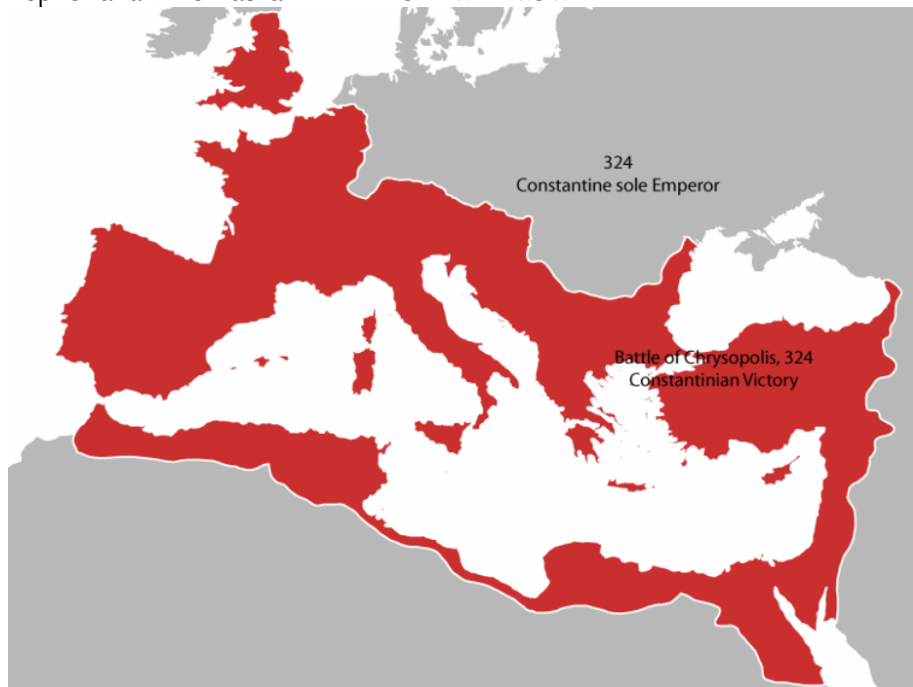 324
Constantine sole Emperor
Battle of Chrysopolis, 324
Constantinian Victory